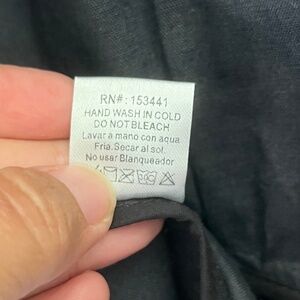 RN#: 153441
HAND WASH IN COLD
DO NOT BLEACH
Lavar a mano con aqua
Fria. Secar al sol.
No usar Blanqueador